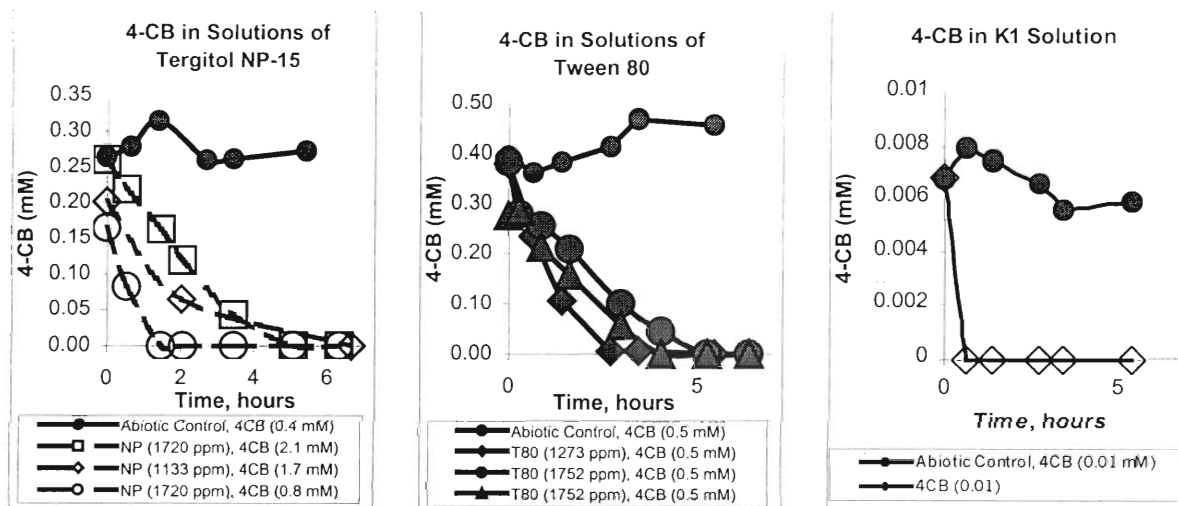 4-CB in Solutions of
Tergitol NP-15
4-CB (mM)
0.35
0.30
0.25
0.20
0.15
0.10
0.05
0.00
0
2
4
6
Time, hours
Abiotic Control, 4CB (0.4 mM)
NP (1720 ppm), 4CB (2.1 mM)
NP (1133 ppm), 4CB (1.7 mM)
NP (1720 ppm), 4CB (0.8 mM)
4-CB in Solutions of
Tween 80
4-CB (mM)
0.50
0.40
0.30
0.20
0.10
0.00
0
5
Time, hours
Abiotic Control, 4CB (0.5 mM)
T80 (1273 ppm), 4CB (0.5 mM)
T80 (1752 ppm), 4CB (0.5 mM)
T80 (1752 ppm), 4CB (0.5 mM)
4-CB in K1 Solution
4-CB (mM)
0.01
0.008
0.006
0.004
0.002
0
0
5
Time, hours
Abiotic Control, 4CB (0.01 mM)
4CB (0.01)